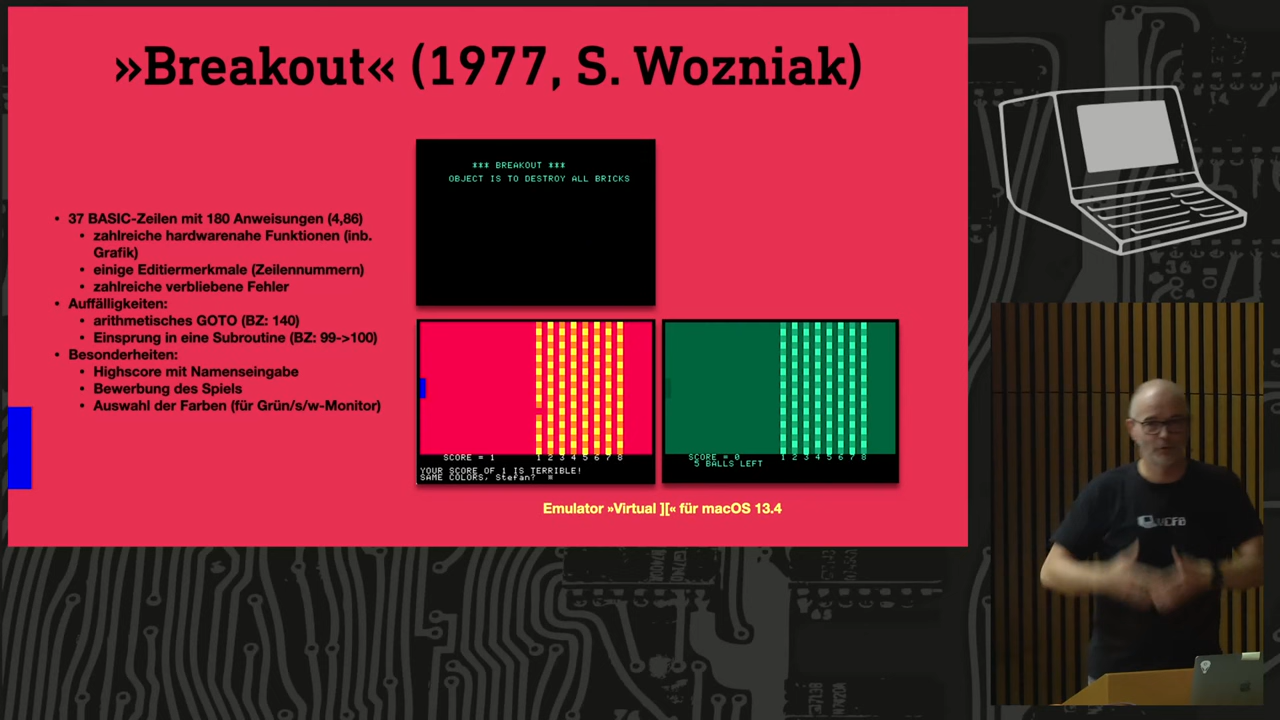 »Breakout« (1977, S. Wozniak)
*** BREAKOUT ***
OBJECT IS TO DESTROY ALL BRICKS
• 37 BASIC-Zeilen mit 180 Anweisungen (4,86)
• zahlreiche hardwarenahe Funktionen (inb.
Grafik)
• einige Editiermerkmale (Zeilennummern)
• zahlreiche verbliebene Fehler
• Auffälligkeiten:
• arithmetisches GOTO (BZ: 140)
• Einsprung in eine Subroutine (BZ: 99->100)
• Besonderheiten:
• Highscore mit Namenseingabe
• Bewerbung des Spiels
• Auswahl der Farben (für Grün/s/w-Monitor)
SCORE = 1 1 2 3 4 5 6 7 8
YOUR SCORE OF 1 IS TERRIBLE!
SAME COLORS, Stefan?
SCORE = 0 1 2 3 4 5 6 7 8
5 BALLS LEFT
Emulator »Virtual ][« für macOS 13.4
VCFB